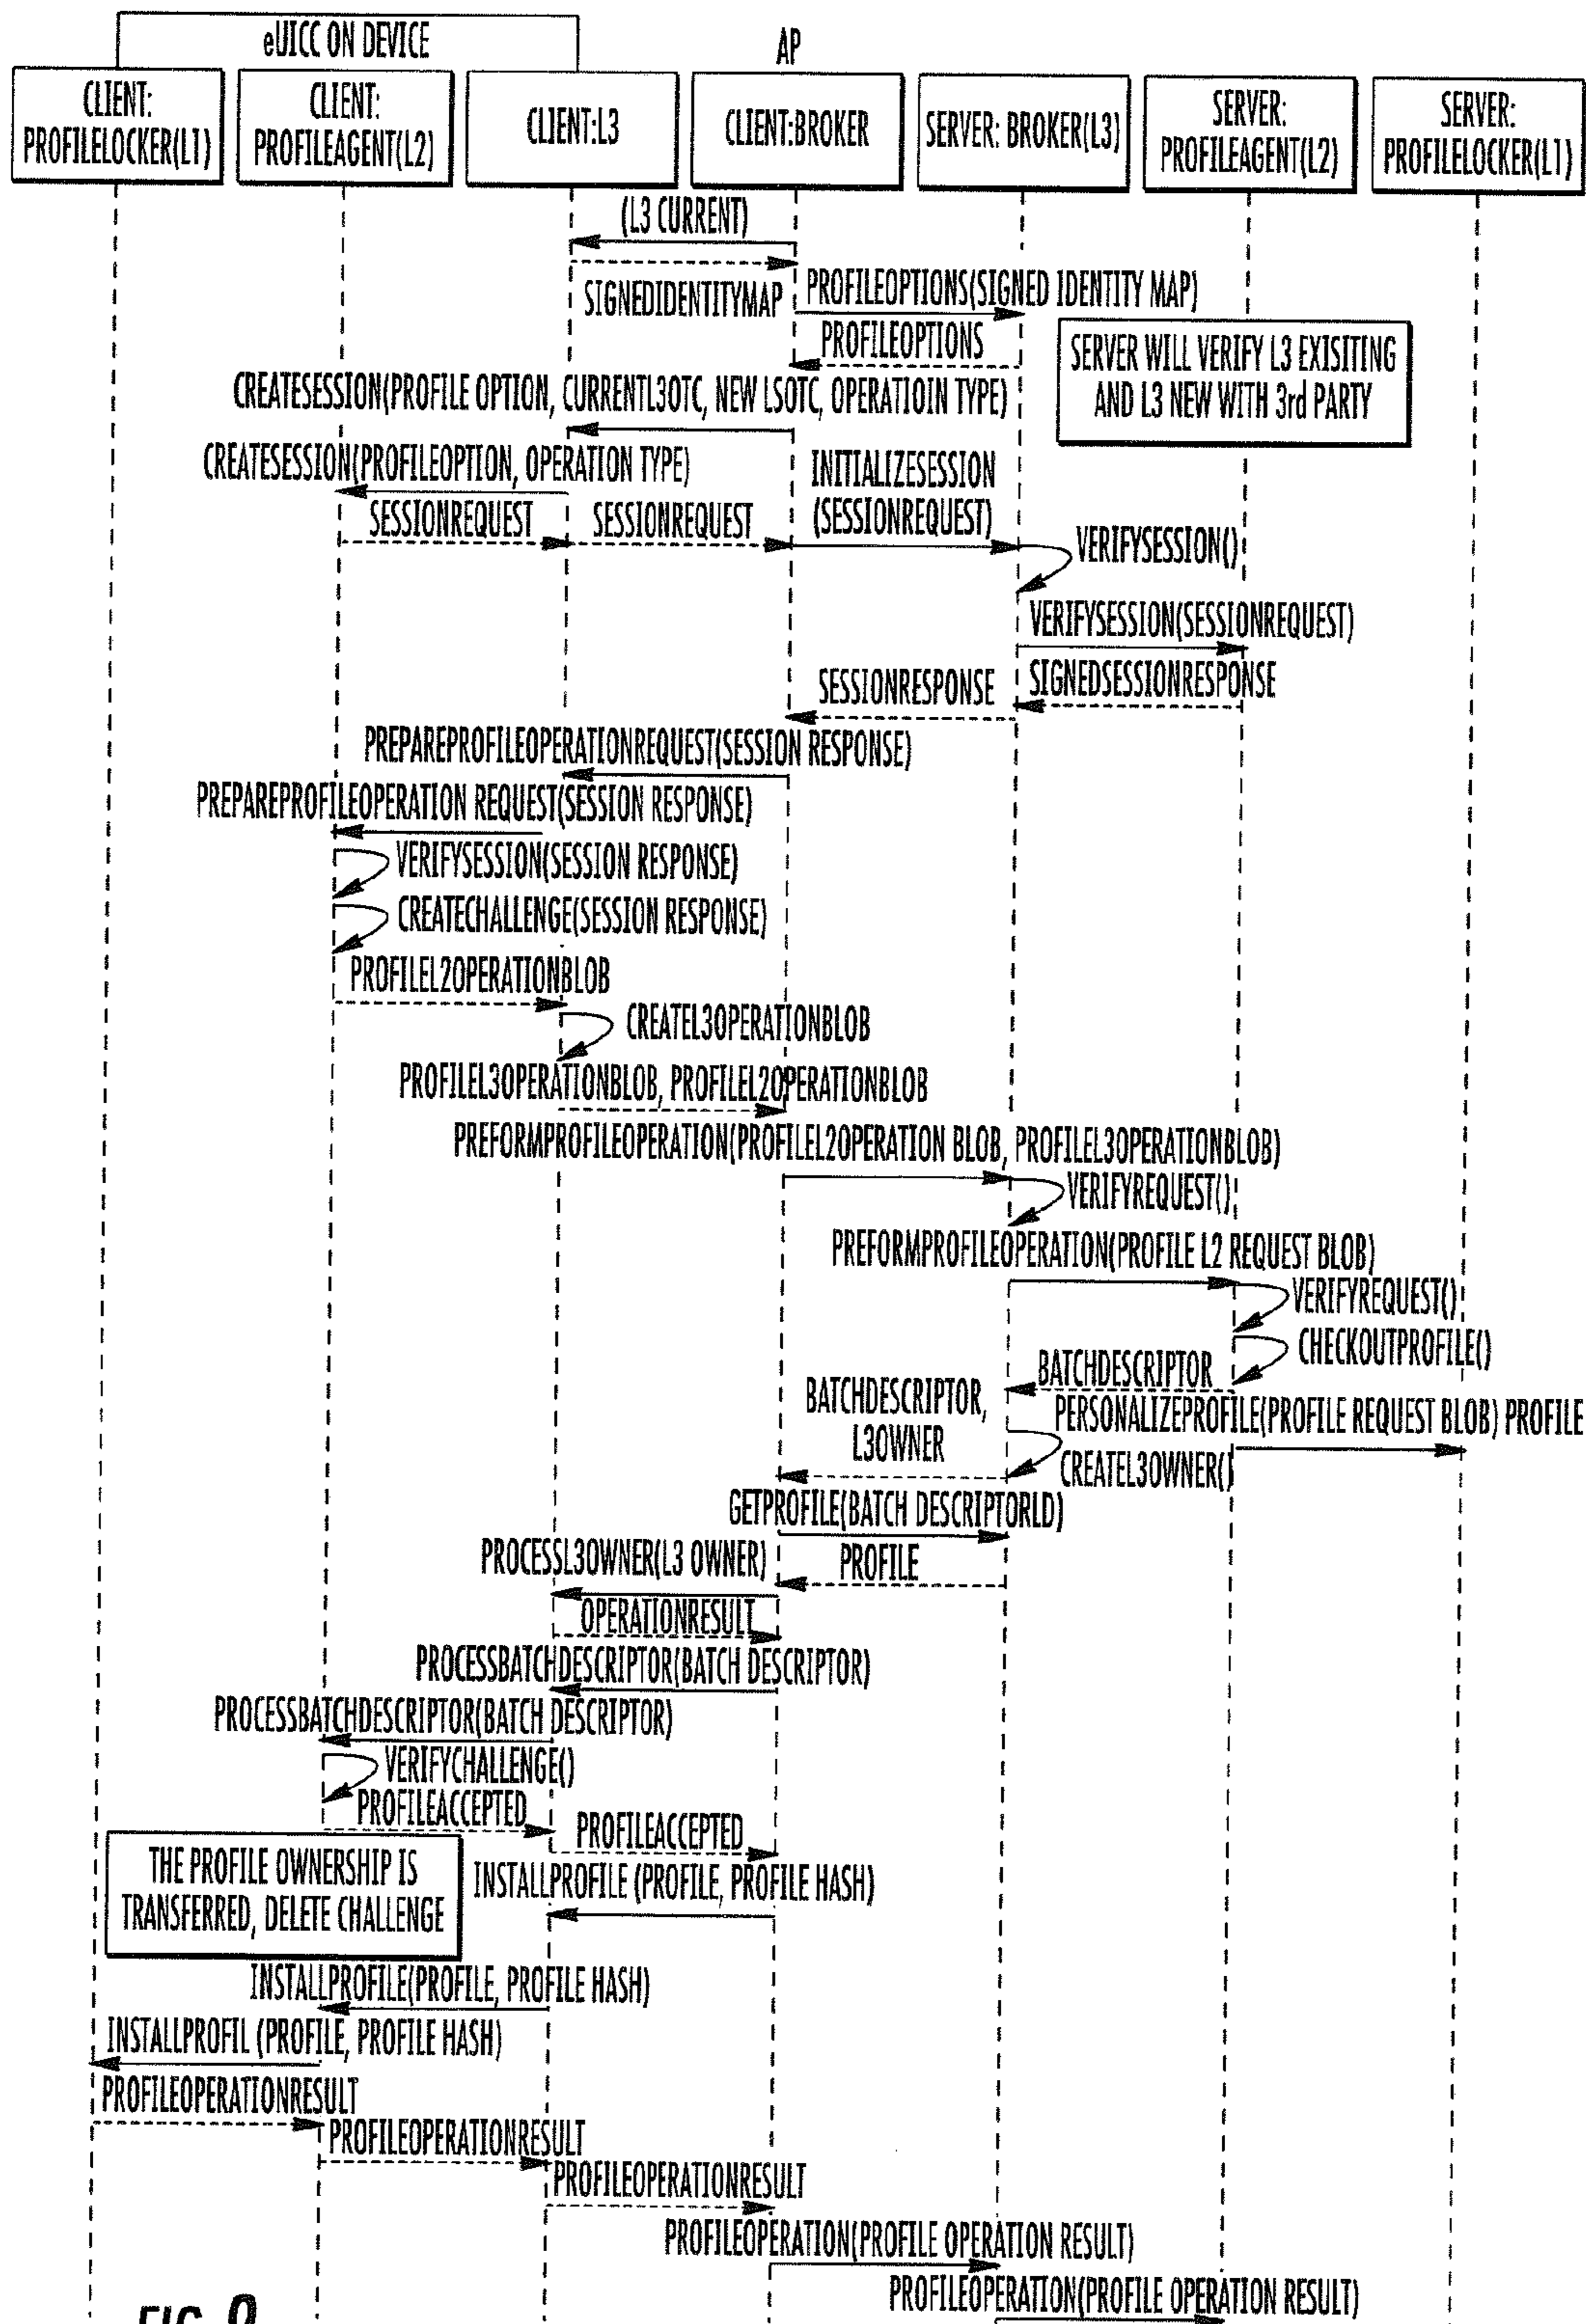 eUICC ON DEVICE
AP
CLIENT:
PROFILELOCKER(L1)
CLIENT:
PROFILEAGENT(L2)
CLIENT:L3
CLIENT:BROKER
SERVER: BROKER(L3)
SERVER:
PROFILEAGENT(L2)
SERVER:
PROFILELOCKER(L1)
(L3 CURRENT)
SIGNEDIDENTITYMAP
PROFILEOPTIONS(SIGNED IDENTITY MAP)
PROFILEOPTIONS
SERVER WILL VERIFY L3 EXISITING
AND L3 NEW WITH 3rd PARTY
CREATESESSION(PROFILE OPTION, CURRENTL3OTC, NEW LSOTC, OPERATIOIN TYPE)
CREATESESSION(PROFILEOPTION, OPERATION TYPE)
INITIALIZESESSION
(SESSIONREQUEST)
SESSIONREQUEST
SESSIONREQUEST
VERIFYSESSION()
VERIFYSESSION(SESSIONREQUEST)
SIGNEDSESSIONRESPONSE
SESSIONRESPONSE
PREPAREPROFILEOPERATIONREQUEST(SESSION RESPONSE)
PREPAREPROFILEOPERATION REQUEST(SESSION RESPONSE)
VERIFYSESSION(SESSION RESPONSE)
CREATECHALLENGE(SESSION RESPONSE)
PROFILEL2OPERATIONBLOB
CREATEL3OPERATIONBLOB
PROFILEL3OPERATIONBLOB, PROFILEL2OPERATIONBLOB
PREFORMPROFILEOPERATION(PROFILEL2OPERATION BLOB, PROFILEL3OPERATIONBLOB)
VERIFYREQUEST()
PREFORMPROFILEOPERATION(PROFILE L2 REQUEST BLOB)
VERIFYREQUEST()
CHECKOUTPROFILE()
BATCHDESCRIPTOR
BATCHDESCRIPTOR,
L3OWNER
PERSONALIZEPROFILE(PROFILE REQUEST BLOB) PROFILE
CREATEL3OWNER()
GETPROFILE(BATCH DESCRIPTORLD)
PROFILE
PROCESSL3OWNER(L3 OWNER)
OPERATIONRESULT
PROCESSBATCHDESCRIPTOR(BATCH DESCRIPTOR)
PROCESSBATCHDESCRIPTOR(BATCH DESCRIPTOR)
VERIFYCHALLENGE()
PROFILEACCEPTED
PROFILEACCEPTED
THE PROFILE OWNERSHIP IS
TRANSFERRED, DELETE CHALLENGE
INSTALLPROFILE (PROFILE, PROFILE HASH)
INSTALLPROFILE(PROFILE, PROFILE HASH)
INSTALLPROFIL (PROFILE, PROFILE HASH)
PROFILEOPERATIONRESULT
PROFILEOPERATIONRESULT
PROFILEOPERATIONRESULT
PROFILEOPERATION(PROFILE OPERATION RESULT)
PROFILEOPERATION(PROFILE OPERATION RESULT)
FIG. 9